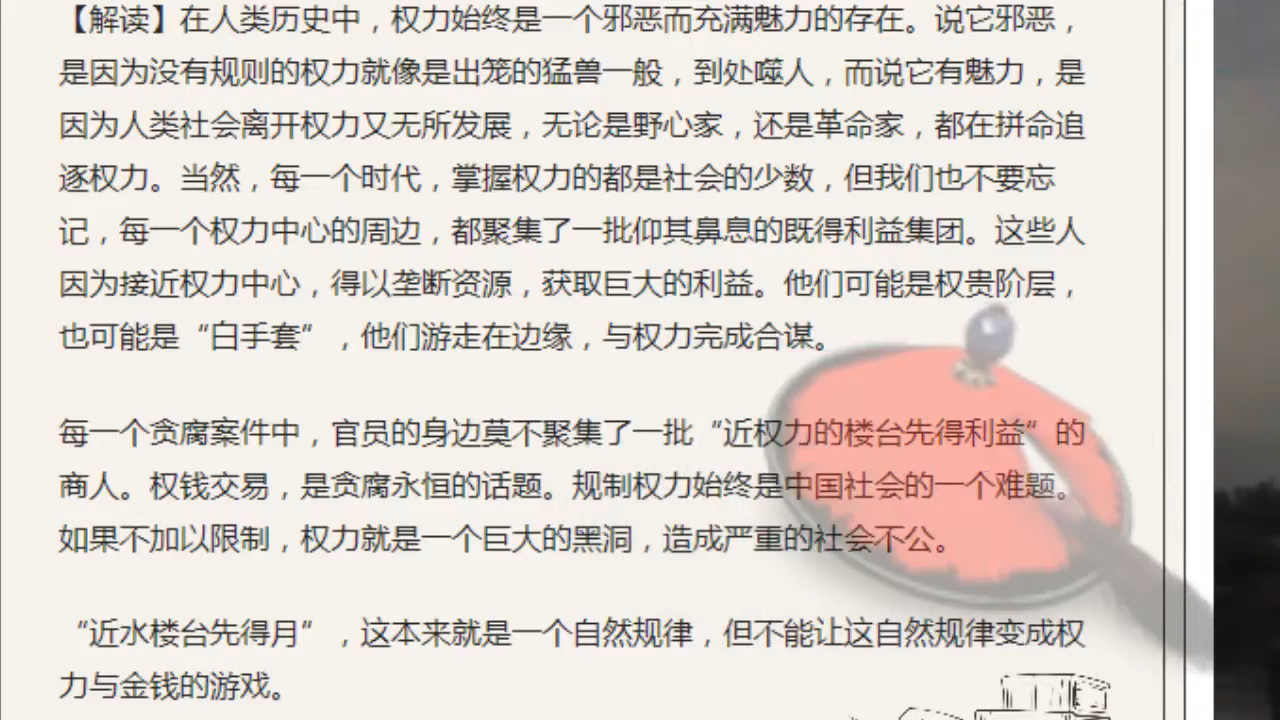 【解读】在人类历史中，权力始终是一个邪恶而充满魅力的存在。说它邪恶，
是因为没有规则的权力就像是出笼的猛兽一般，到处噬人，而说它有魅力，是
因为人类社会离开权力又无所发展，无论是野心家，还是革命家，都在拼命追
逐权力。当然，每一个时代，掌握权力的都是社会的少数，但我们也不要忘
记，每一个权力中心的周边，都聚集了一批仰其鼻息的既得利益集团。这些人
因为接近权力中心，得以垄断资源，获取巨大的利益。他们可能是权贵阶层，
也可能是“白手套”，他们游走在边缘，与权力完成合谋。
每一个贪腐案件中，官员的身边莫不聚集了一批“近权力的楼台先得利益”的
商人。权钱交易，是贪腐永恒的话题。规制权力始终是中国社会的一个难题。
如果不加以限制，权力就是一个巨大的黑洞，造成严重的社会不公。
“近水楼台先得月”，这本来就是一个自然规律，但不能让这自然规律变成权
力与金钱的游戏。